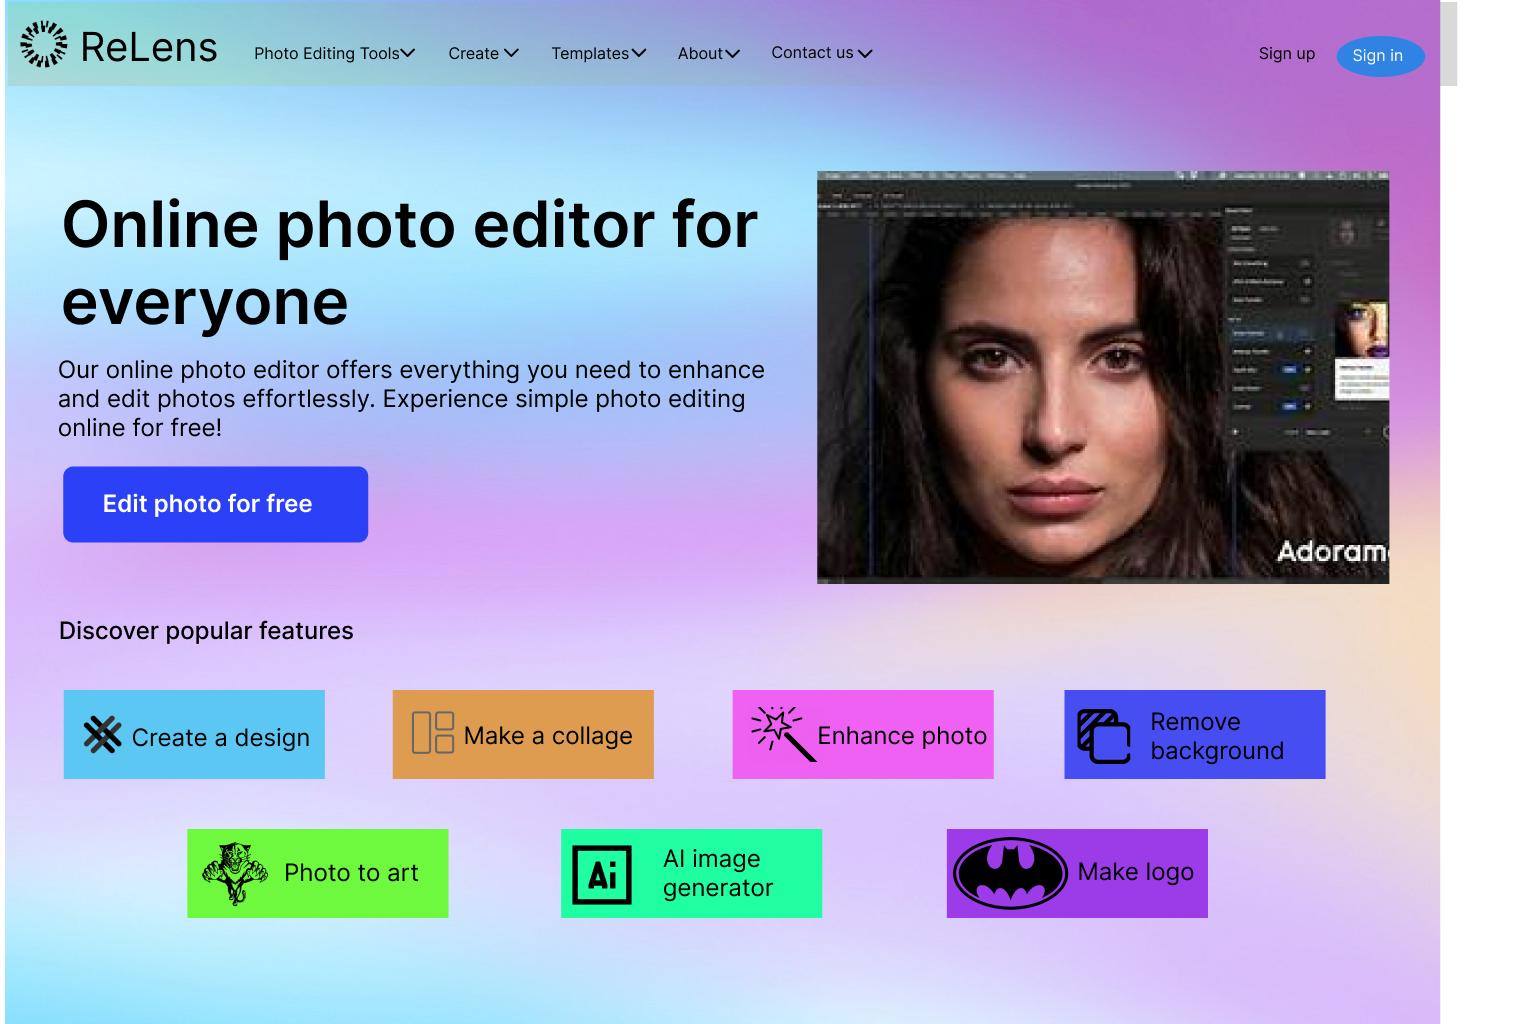 ReLens
Photo Editing Tools
Create
Templates
About
Contact us
Sign up
Sign in
Online photo editor for
everyone
Our online photo editor offers everything you need to enhance
and edit photos effortlessly. Experience simple photo editing
online for free!
Edit photo for free
Adoram
Discover popular features
Create a design
Make a collage
Enhance photo
Remove
background
Photo to art
Ai
AI image
generator
Make logo